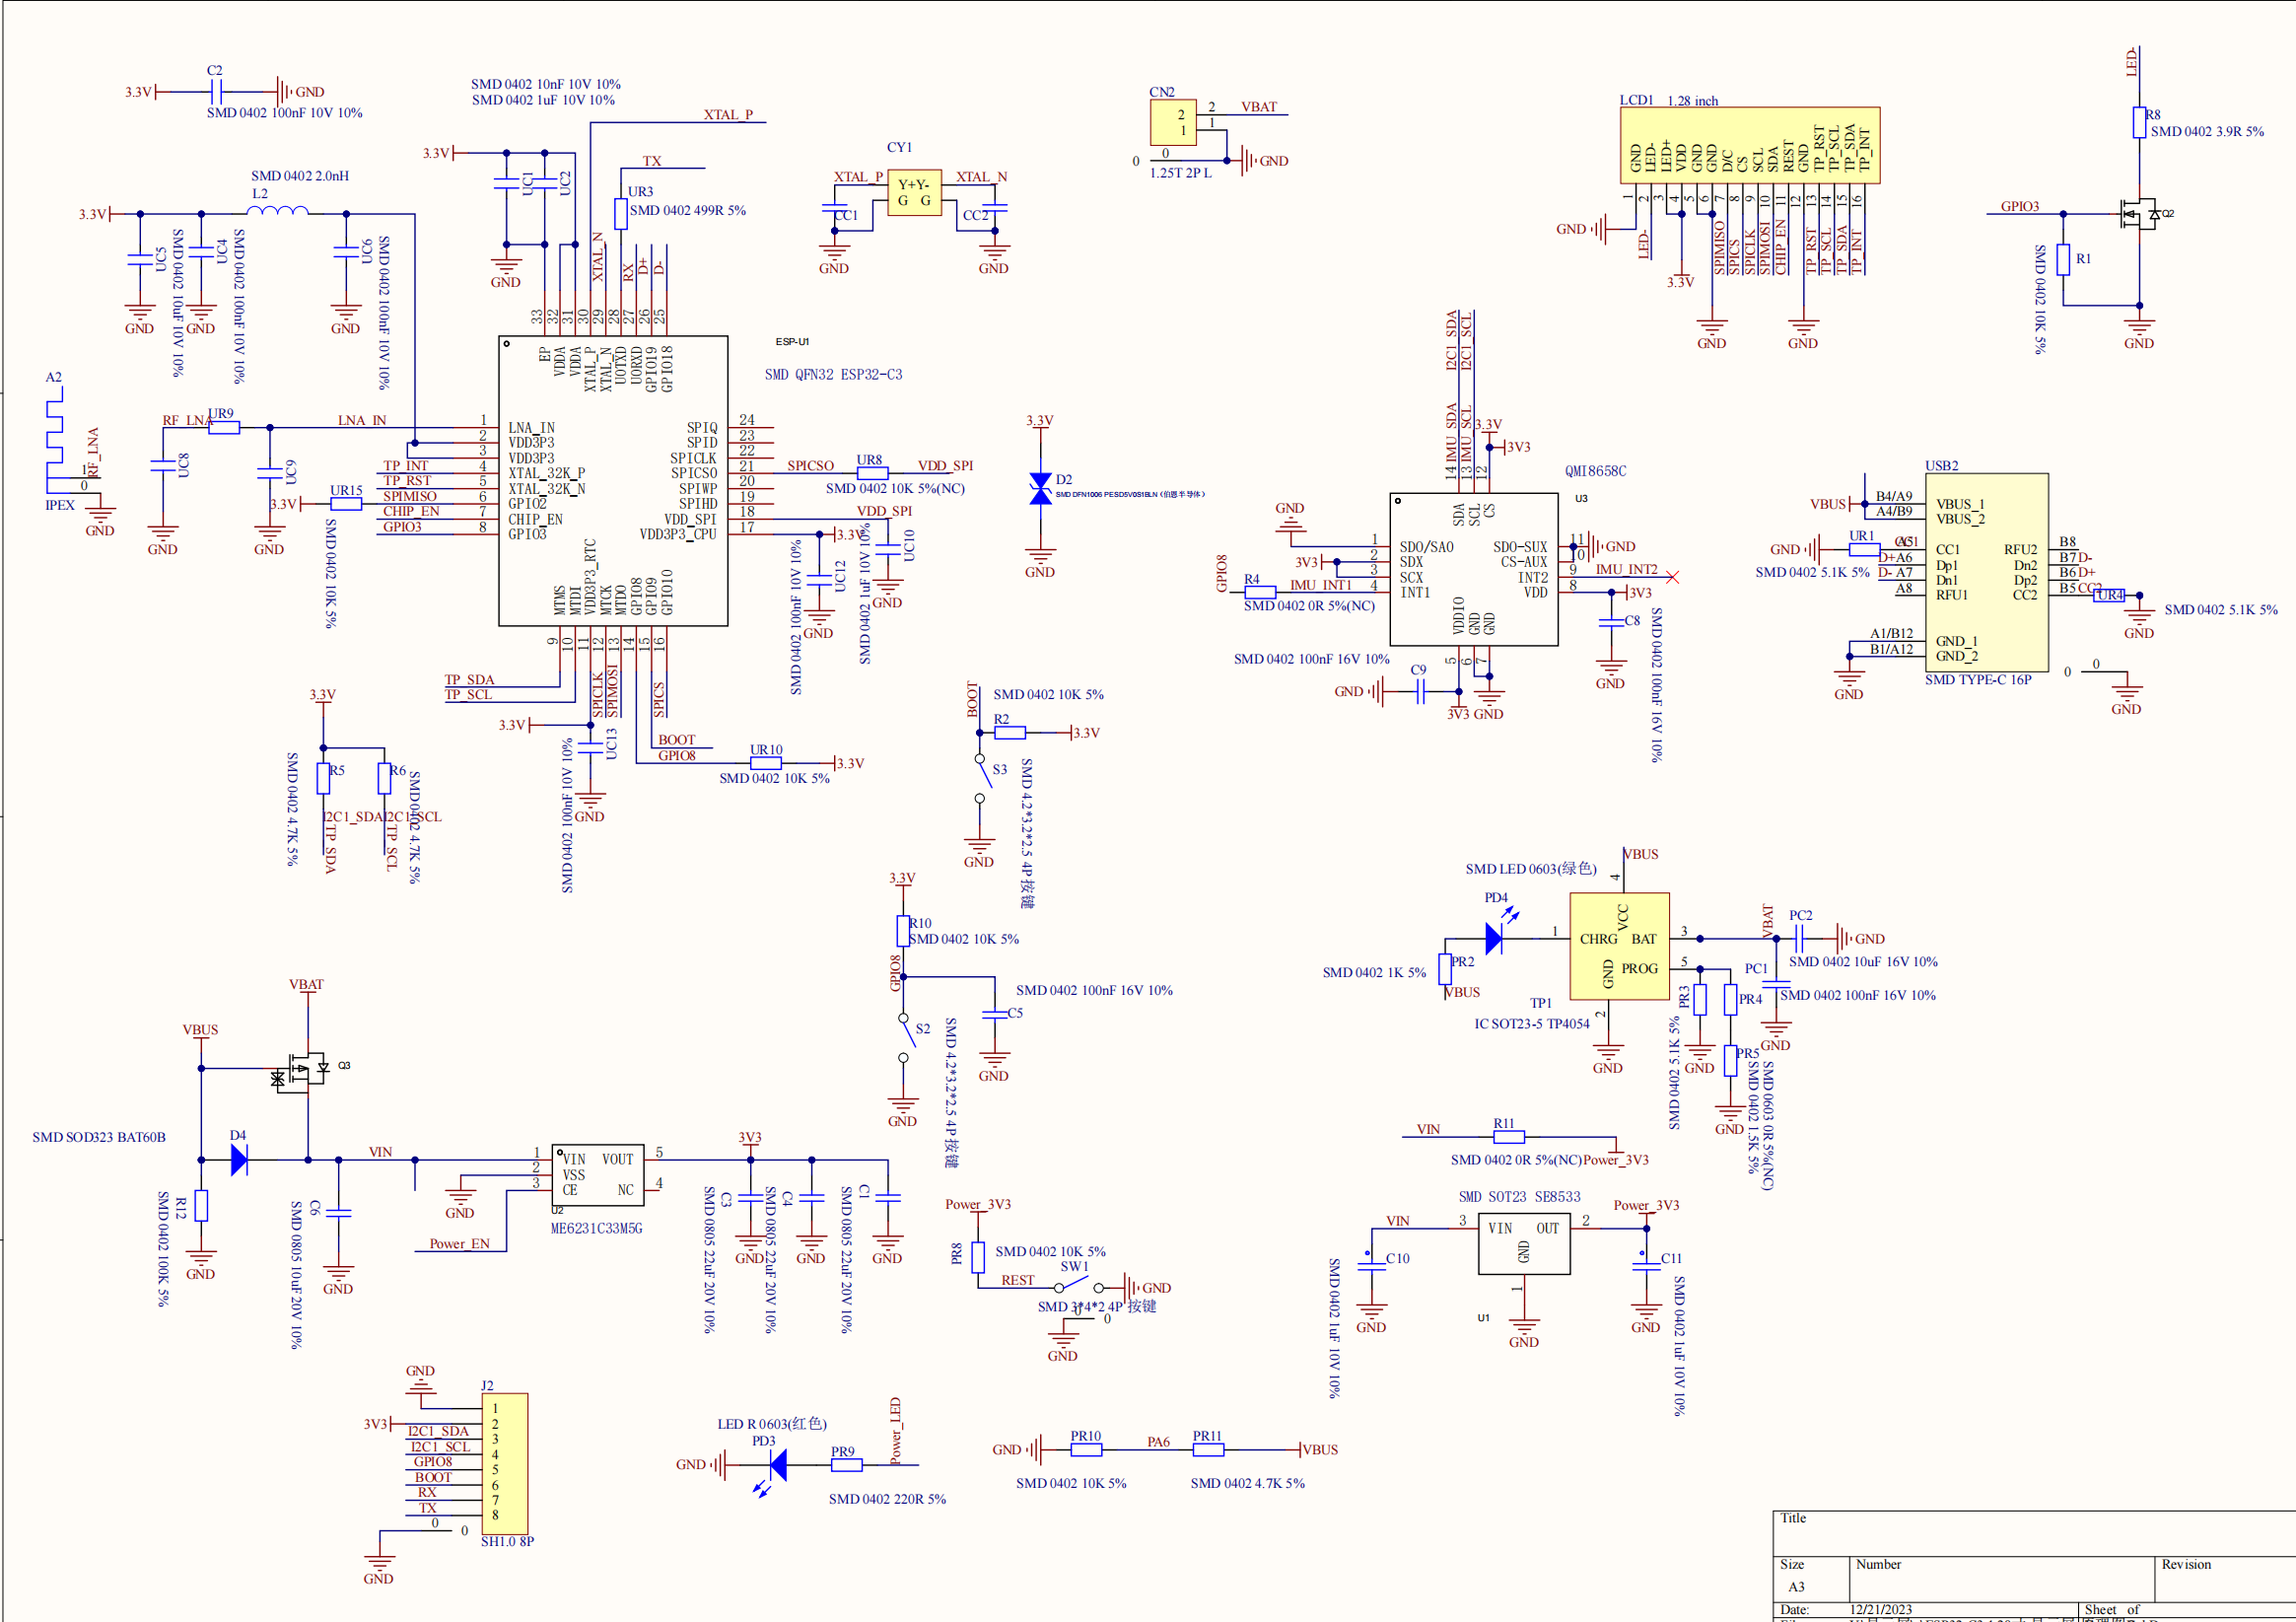 C2
3.3V
GND
SMD 0402 100nF 10V 10%
SMD 0402 10nF 10V 10%
SMD 0402 1uF 10V 10%
XTAL_P
3.3V
UC1
UC2
TX
UR3
SMD 0402 499R 5%
GND
XTAL_N
RX
D+
D-
CY1
XTAL_P
XTAL_N
Y+Y-
G G
CC1
CC2
GND
GND
CN2
2
1
2
1
VBAT
0
0
GND
1.25T 2P L
LCD1 1.28 inch
GND
LED-
LED+
VDD
GND
GND
D/C
CS
SCL
SDA
REST
GND
TP_RST
TP_SCL
TP_SDA
TP_INT
1
2
3
4
5
6
7
8
9
10
11
12
13
14
15
16
GND
LED-
3.3V
SPIMISO
SPICS
SPICLK
SPIMOSI
CHIP_EN
TP_RST
TP_SCL
TP_SDA
TP_INT
GND
GND
LED-
R8
SMD 0402 3.9R 5%
GPIO3
Q2
R1
SMD 0402 10K 5%
GND
SMD 0402 2.0nH
L2
3.3V
UC5
SMD 0402 10uF 10V 10%
UC4
SMD 0402 100nF 10V 10%
UC6
SMD 0402 100nF 10V 10%
GND
GND
GND
A2
RF_LNA
1
0
IPEX
GND
RF_LNA
UR9
LNA_IN
UC8
UC9
GND
GND
TP_INT
TP_RST
SPIMISO
CHIP_EN
GPIO3
3.3V
UR15
SMD 0402 10K 5%
ESP-U1
SMD QFN32 ESP32-C3
33
32
31
30
29
28
27
26
25
EP
VDDA
VDDA
XTAL_P
XTAL_N
UOTXD
UORXD
GPIO19
GPIO18
1 LNA_IN
2 VDD3P3
3 VDD3P3
4 XTAL_32K_P
5 XTAL_32K_N
6 GPIO2
7 CHIP_EN
8 GPIO3
SPIQ 24
SPID 23
SPICLK 22
SPICSO 21
SPIWP 20
SPIHD 19
VDD_SPI 18
VDD3P3_CPU 17
MTMS
MTDI
VDD3P3_RTC
MTCK
MTDO
GPIO8
GPIO9
GPIO10
9
10
11
12
13
14
15
16
SPICSO
UR8
VDD_SPI
SMD 0402 10K 5%(NC)
VDD_SPI
3.3V
UC12
SMD 0402 100nF 10V 10%
GND
UC10
SMD 0402 1uF 10V 10%
GND
TP_SDA
TP_SCL
3.3V
SPICLK
SPIMOSI
SPICS
UC13
SMD 0402 100nF 10V 10%
GND
BOOT
GPIO8
UR10
3.3V
SMD 0402 10K 5%
3.3V
D2
SMD DFN1006 PESD5V0S1BLN（伯恩半导体）
GND
I2C1_SDA
I2C1_SCL
IMU_SDA
IMU_SCL
3.3V
3V3
14
13
12
QMI8658C
U3
SDA
SCL
CS
GND
1 SDO/SAO
2 SDX
3 SCX
4 INT1
3V3
GPIO8
R4
IMU_INT1
SMD 0402 0R 5%(NC)
SDO-SUX 11
CS-AUX 10
INT2 9
VDD 8
GND
IMU_INT2
3V3
C8
SMD 0402 100nF 16V 10%
GND
VDDIO
GND
GND
5
6
7
SMD 0402 100nF 16V 10%
C9
GND
3V3 GND
USB2
VBUS
B4/A9 VBUS_1
A4/B9 VBUS_2
GND
UR1
CC1
A5 CC1
D+ A6 Dp1
D- A7 Dn1
A8 RFU1
SMD 0402 5.1K 5%
RFU2 B8
Dn2 B7 D-
Dp2 B6 D+
CC2 B5 CC2
UR4
SMD 0402 5.1K 5%
GND
A1/B12 GND_1
B1/A12 GND_2
GND
SMD TYPE-C 16P
0
0
GND
3.3V
R5
SMD 0402 4.7K 5%
R6
SMD 0402 4.7K 5%
I2C1_SDA
I2C1_SCL
TP_SDA
TP_SCL
BOOT
SMD 0402 10K 5%
R2
3.3V
S3
SMD 4.2*3.2*2.5 4P 按键
GND
3.3V
R10
SMD 0402 10K 5%
GPIO8
SMD 0402 100nF 16V 10%
C5
GND
S2
SMD 4.2*3.2*2.5 4P 按键
GND
SMD LED 0603(绿色)
PD4
SMD 0402 1K 5%
PR2
VBUS
VBUS
4
VCC
1 CHRG
BAT 3
PROG 5
GND
2
TP1
IC SOT23-5 TP4054
GND
VBAT
PC2
GND
SMD 0402 10uF 16V 10%
PC1
SMD 0402 100nF 16V 10%
GND
PR3
SMD 0402 5.1K 5%
GND
PR4
PR5
GND
SMD 0603 0R 5%(NC)
SMD 0402 1.5K 5%
VBAT
VBUS
Q3
SMD SOD323 BAT60B
D4
VIN
R12
SMD 0402 100K 5%
GND
C6
SMD 0805 10uF 20V 10%
GND
GND
Power_EN
1 VIN
2 VSS
3 CE
VOUT 5
NC 4
U2
ME6231C33M5G
3V3
C3
SMD 0805 22uF 20V 10%
GND
C4
SMD 0805 22uF 20V 10%
GND
C1
SMD 0805 22uF 20V 10%
GND
Power_3V3
RR8
SMD 0402 10K 5%
REST
SW1
GND
SMD 3*4*2 4P 按键
0
0
GND
VIN
R11
SMD 0402 0R 5%(NC)
Power_3V3
SMD SOT23 SE8533
VIN
3 VIN
OUT 2
GND
1
U1
GND
Power_3V3
C10
SMD 0402 1uF 10V 10%
GND
C11
SMD 0402 1uF 10V 10%
GND
GND
J2
3V3
I2C1_SDA
I2C1_SCL
GPIO8
BOOT
RX
TX
1
2
3
4
5
6
7
8
0
0
SH1.0 8P
GND
LED R 0603(红色)
PD3
GND
PR9
Power_LED
SMD 0402 220R 5%
GND
PR10
PA6
PR11
VBUS
SMD 0402 10K 5%
SMD 0402 4.7K 5%
Title
Size
Number
Revision
A3
Date: 12/21/2023
Sheet of